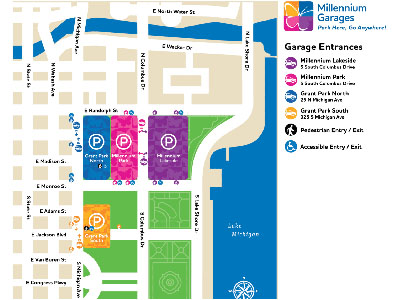 Millennium
Garages
Park Here, Go Anywhere!
Garage Entrances
Millennium Lakeside
5 South Columbus Drive
Millennium Park
5 South Columbus Drive
Grant Park North
25 N Michigan Ave
Grant Park South
325 S Michigan Ave
Pedestrian Entry / Exit
Accessible Entry / Exit
E North Water St
N Michigan Ave
E Wacker Dr
N Lake Shore Dr
N Columbus Dr
N State St
N Wabash Ave
E Randolph St
P
Grant Park
North
P
Millennium
Park
P
Millennium
Lakeside
E Madison St
E Monroe St
S State St
E Adams St
P
Grant Park
South
E Jackson Blvd
S Columbus Dr
S Lake Shore Dr
Lake
Michigan
E Van Buren St
S Michigan Ave
E Congress Pkwy